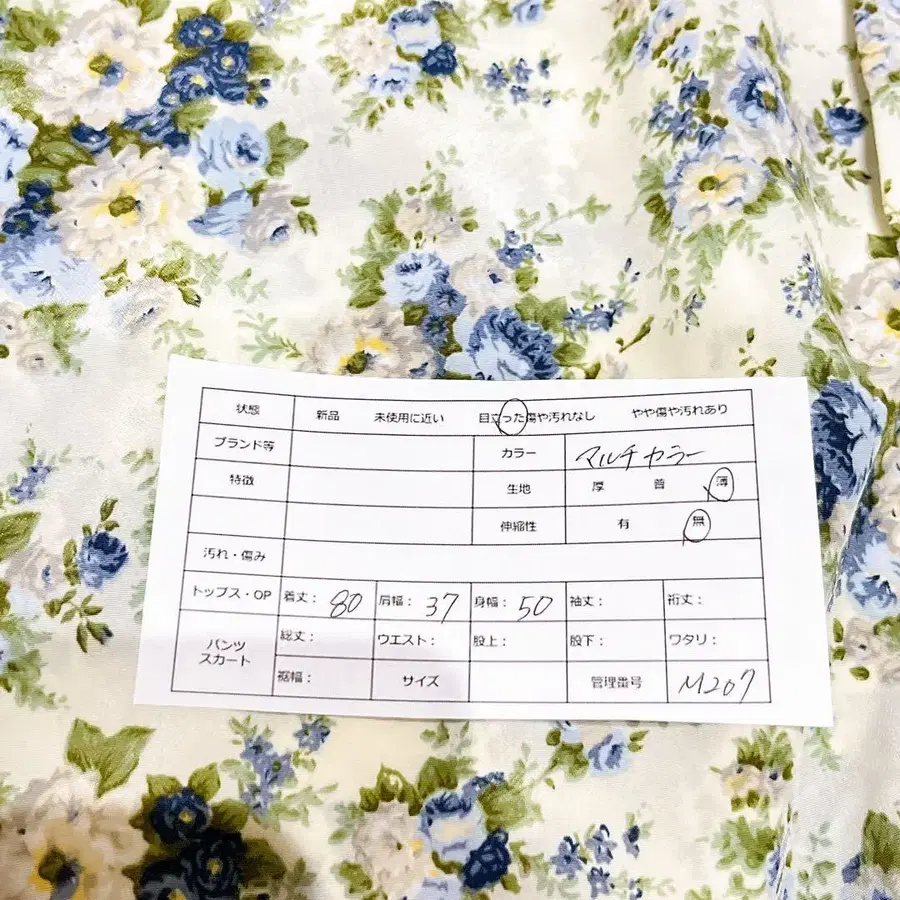 状態 新品 未使用に近い 目立った傷や汚れなし やや傷や汚れあり
ブランド等 カラー マルチカラー
特徴 生地 厚 普 薄
伸縮性 有 無
汚れ・傷み
トップス・OP 着丈: 80 肩幅: 37 身幅: 50 袖丈: 裄丈:
パンツ スカート 総丈: ウエスト: 股上: 股下: ワタリ:
裾幅: サイズ 管理番号 M207